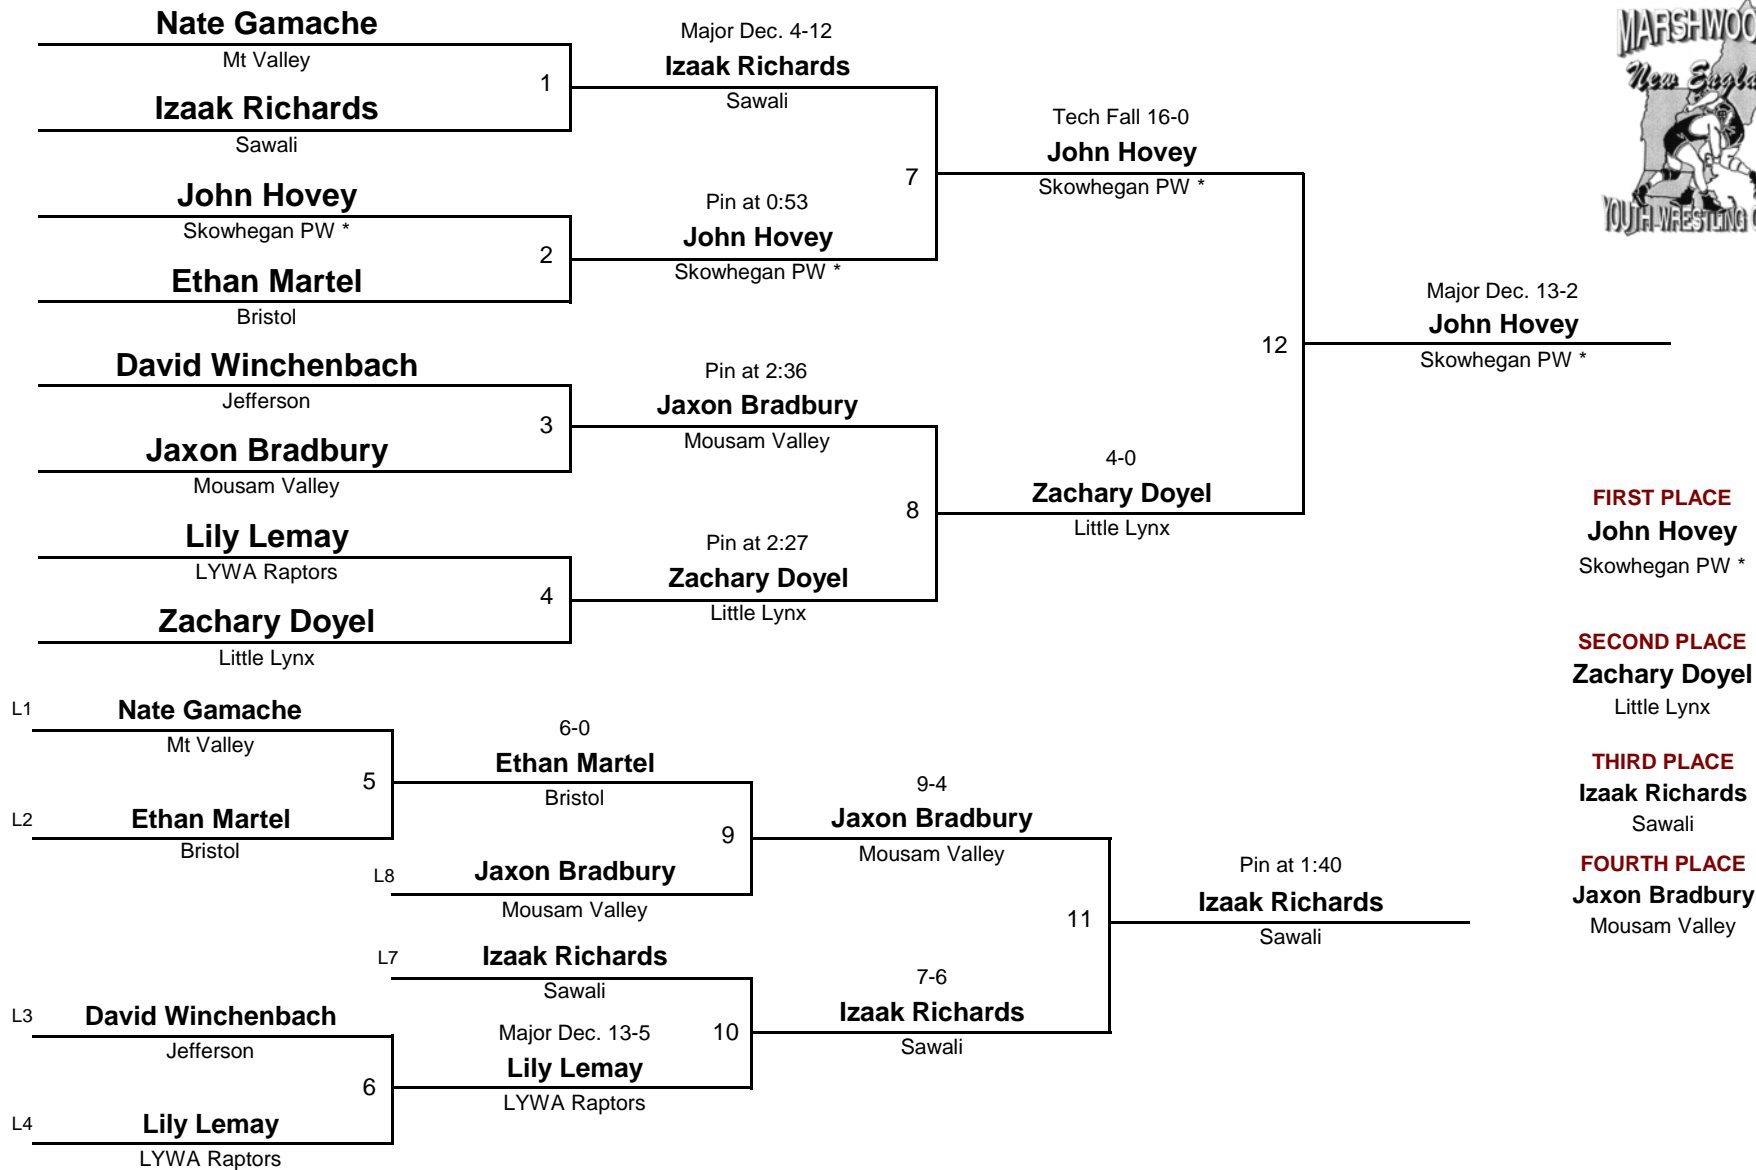 Nate Gamache
Mt Valley
1
Izaak Richards
Sawali
John Hovey
Skowhegan PW *
2
Ethan Martel
Bristol
David Winchenbach
Jefferson
3
Jaxon Bradbury
Mousam Valley
Lily Lemay
LYWA Raptors
4
Zachary Doyel
Little Lynx
Major Dec. 4-12
Izaak Richards
Sawali
7
Pin at 0:53
John Hovey
Skowhegan PW *
Pin at 2:36
Jaxon Bradbury
Mousam Valley
8
Pin at 2:27
Zachary Doyel
Little Lynx
Tech Fall 16-0
John Hovey
Skowhegan PW *
12
4-0
Zachary Doyel
Little Lynx
Major Dec. 13-2
John Hovey
Skowhegan PW *
L1
Nate Gamache
Mt Valley
5
L2
Ethan Martel
Bristol
6-0
Ethan Martel
Bristol
9
L8
Jaxon Bradbury
Mousam Valley
L7
Izaak Richards
Sawali
10
L3
David Winchenbach
Jefferson
6
L4
Lily Lemay
LYWA Raptors
Major Dec. 13-5
Lily Lemay
LYWA Raptors
9-4
Jaxon Bradbury
Mousam Valley
11
7-6
Izaak Richards
Sawali
Pin at 1:40
Izaak Richards
Sawali
New
YOUTH WRESTLING
FIRST PLACE
John Hovey
Skowhegan PW *
SECOND PLACE
Zachary Doyel
Little Lynx
THIRD PLACE
Izaak Richards
Sawali
FOURTH PLACE
Jaxon Bradbury
Mousam Valley